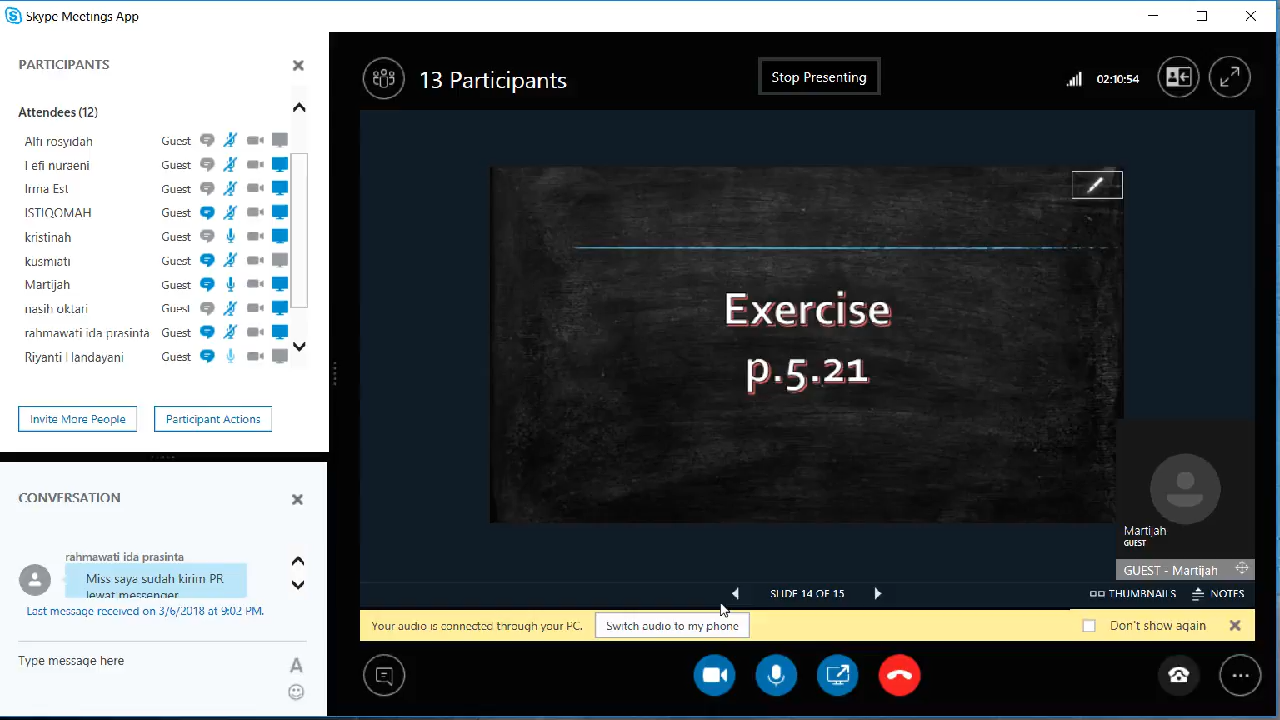 Skype Meetings App
PARTICIPANTS
Attendees (12)
Alfi rosyidah Guest
Fefi nuraeni Guest
Irma Est Guest
ISTIQOMAH Guest
kristinah Guest
kusmiati Guest
Martijah Guest
nasih oktari Guest
rahmawati ida prasinta Guest
Riyanti Handayani Guest
Invite More People
Participant Actions
CONVERSATION
rahmawati ida prasinta
Miss saya sudah kirim PR
lewat messenger
Last message received on 3/6/2018 at 9:02 PM.
Type message here
A
13 Participants
Stop Presenting
02:10:54
Exercise
p.5.21
Martijah
GUEST
GUEST - Martijah
SLIDE 14 OF 15
THUMBNAILS
NOTES
Your audio is connected through your PC.
Switch audio to my phone
Don't show again